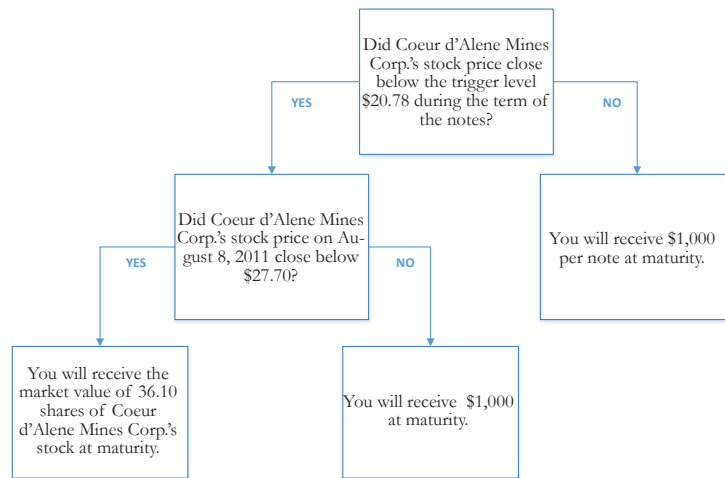 Did Coeur d'Alene Mines
Corp.'s stock price close
below the trigger level
$20.78 during the term of
the notes?
YES
NO
Did Coeur d'Alene Mines
Corp.'s stock price on Au-
gust 8, 2011 close below
$27.70?
You will receive $1,000
per note at maturity.
YES
NO
You will receive the
market value of 36.10
shares of Coeur
d'Alene Mines Corp.'s
stock at maturity.
You will receive $1,000
at maturity.